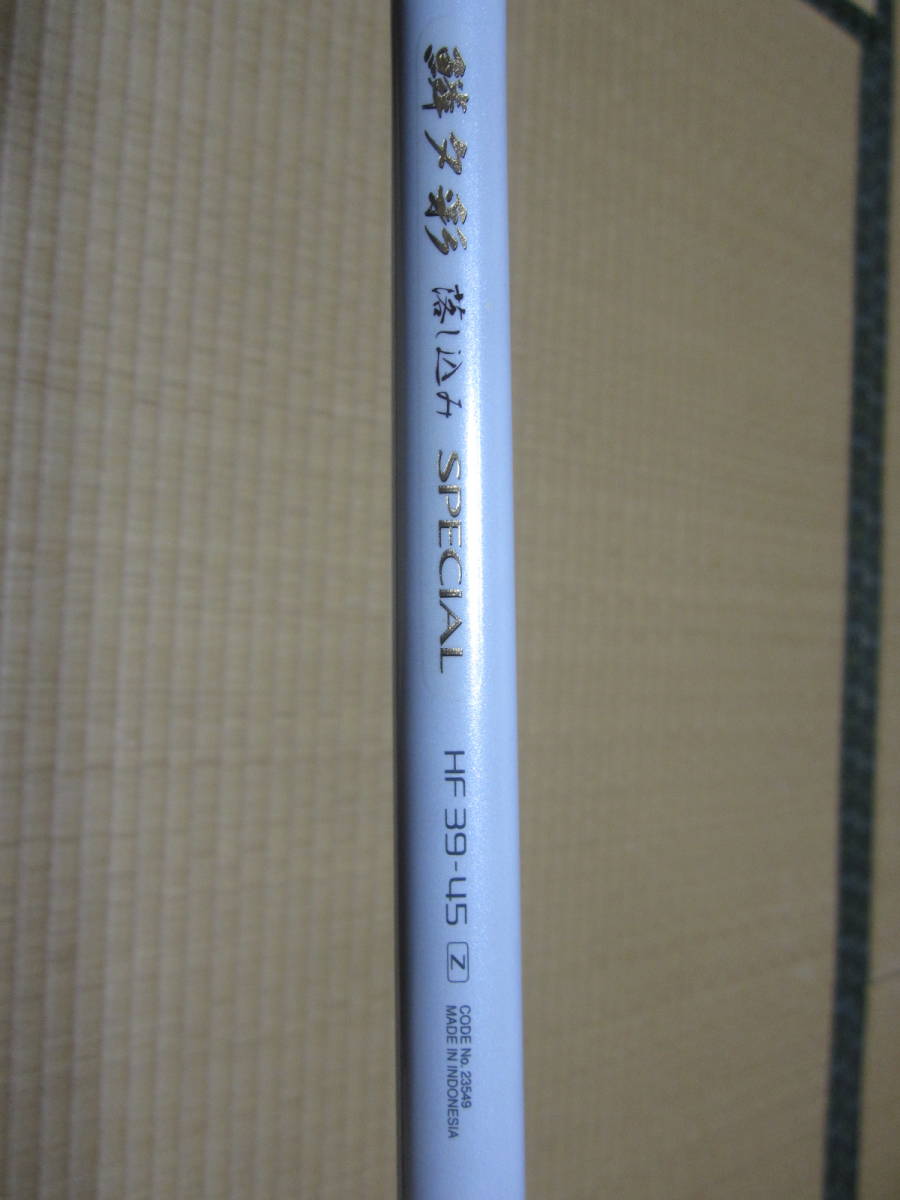 鱗夕彩 落し込み SPECIAL HF 39-45 Z
CODE No. 23549
MADE IN INDONESIA